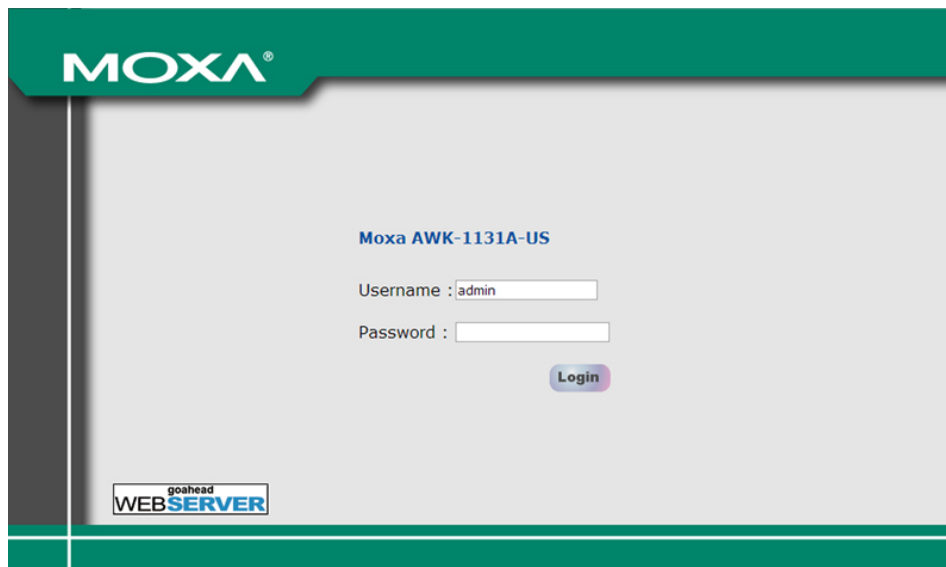 MOXA®
Moxa AWK-1131A-US
Username : admin
Password :
Login
goahead
WEBSERVER